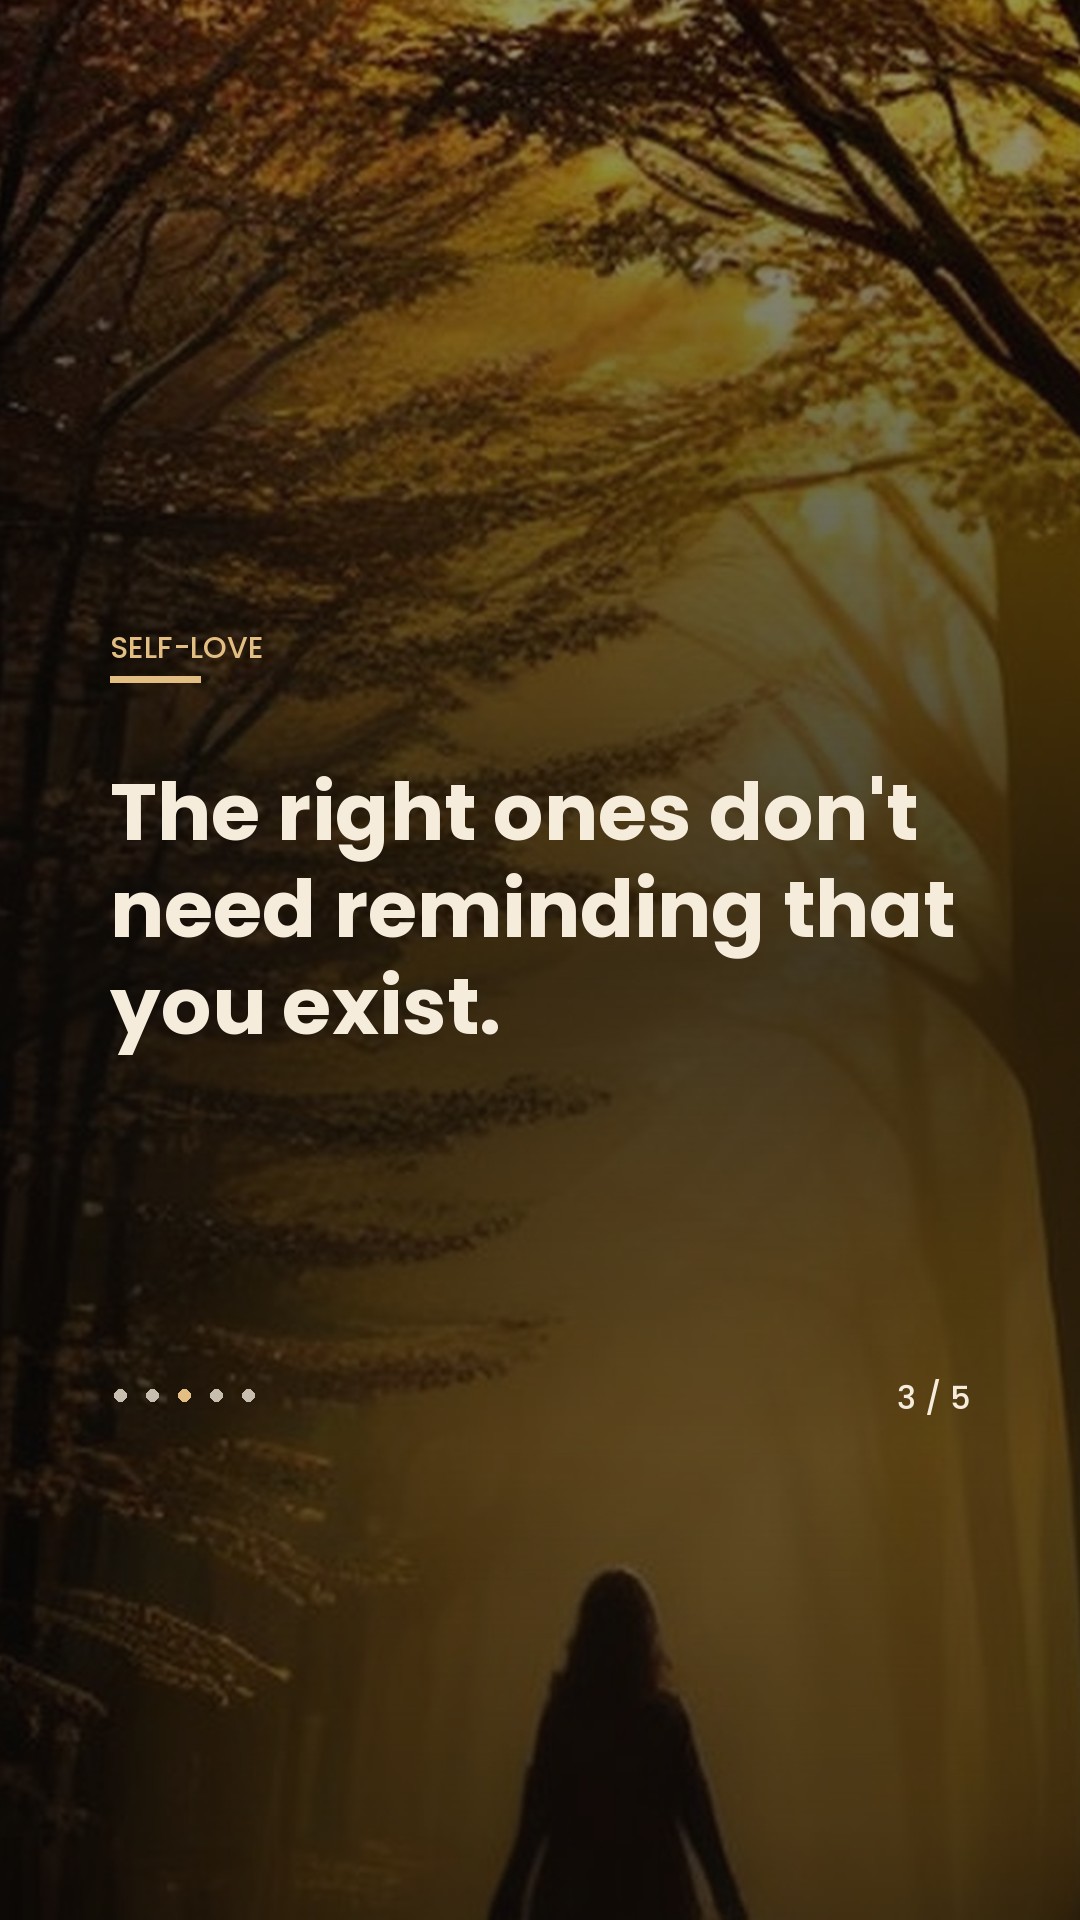 SELF-LOVE
The right ones don't
need reminding that
you exist.
3 / 5